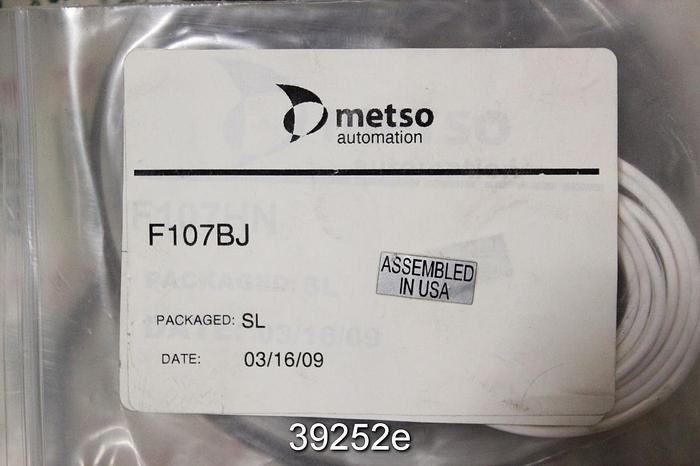 metso
automation
F107BJ
ASSEMBLED
IN USA
PACKAGED: SL
DATE: 03/16/09
39252e